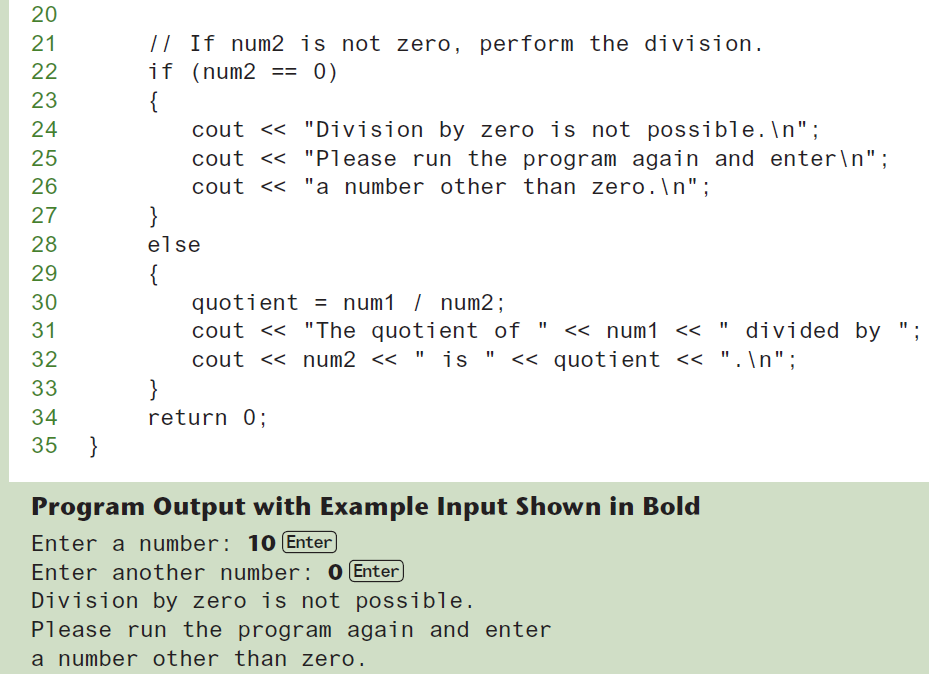 20
21 // If num2 is not zero, perform the division.
22 if (num2 == 0)
23 {
24 cout << "Division by zero is not possible.\n";
25 cout << "Please run the program again and enter\n";
26 cout << "a number other than zero.\n";
27 }
28 else
29 {
30 quotient = num1 / num2;
31 cout << "The quotient of " << num1 << " divided by ";
32 cout << num2 << " is " << quotient << ".\n";
33 }
34 return 0;
35 }
Program Output with Example Input Shown in Bold
Enter a number: 10 Enter
Enter another number: 0 Enter
Division by zero is not possible.
Please run the program again and enter
a number other than zero.